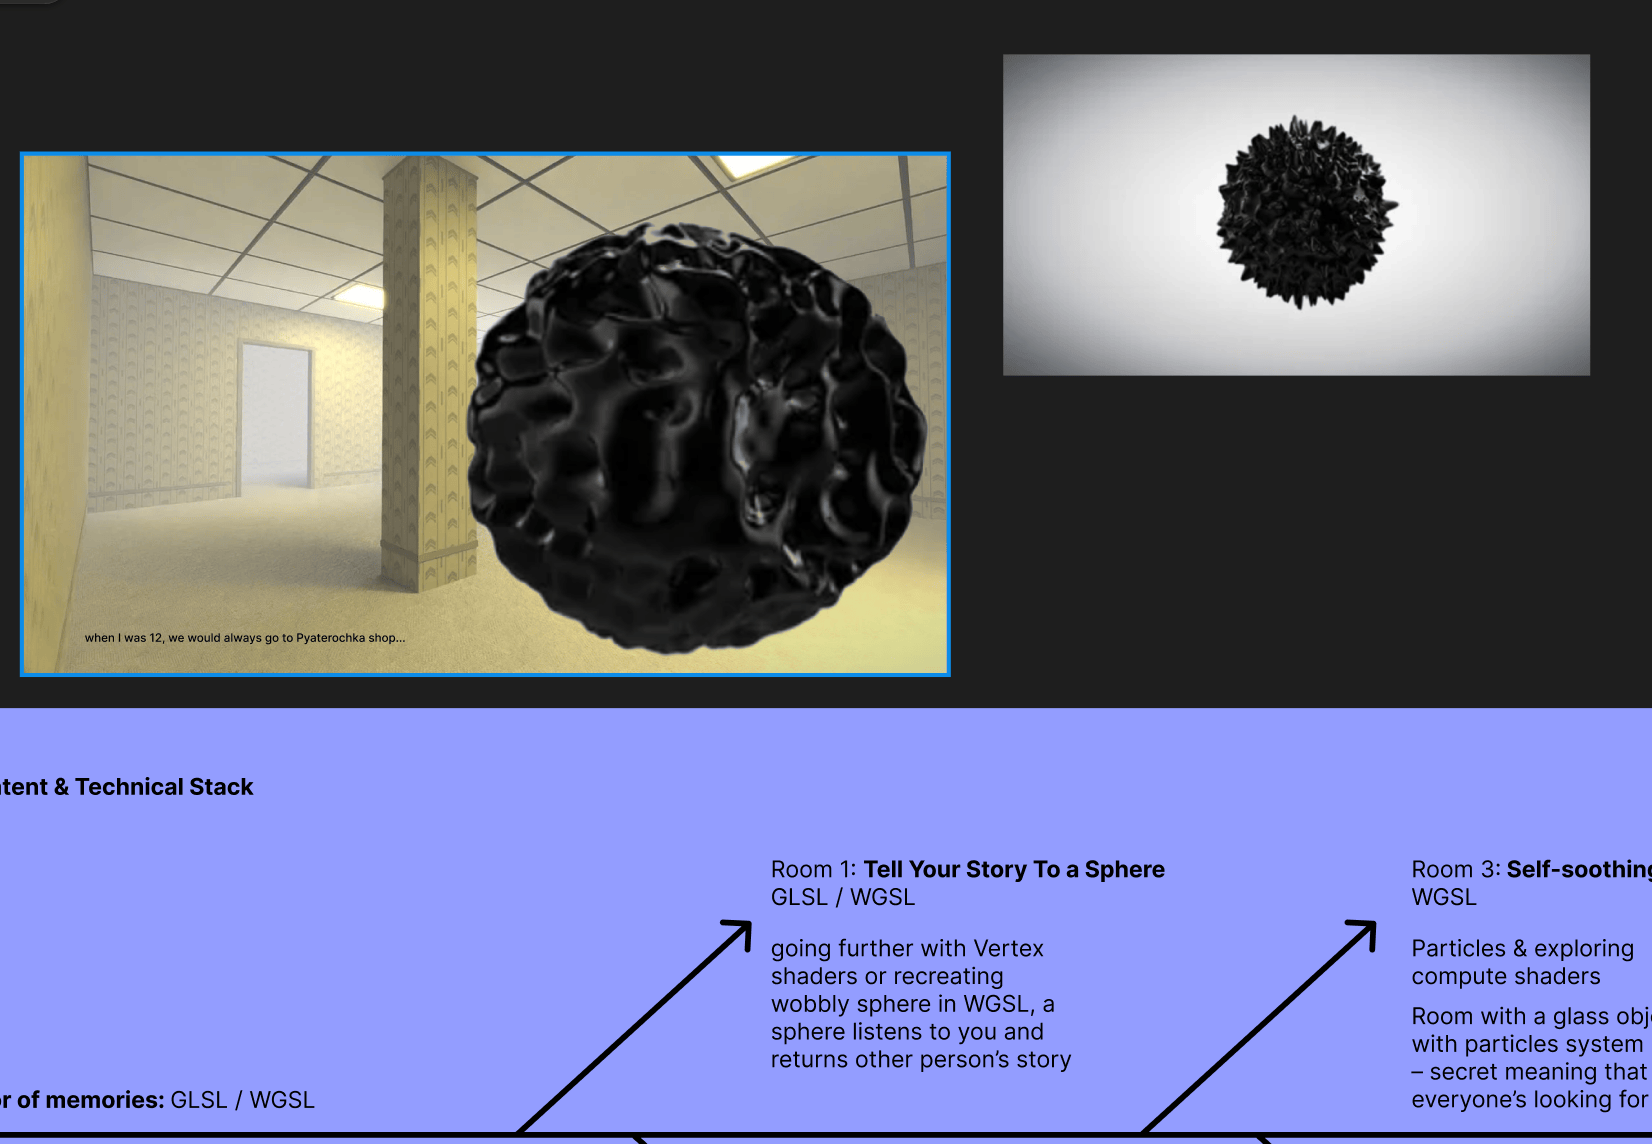 when I was 12, we would always go to Pyaterochka shop...
& Technical Stack
Room 1: Tell Your Story To a Sphere
GLSL / WGSL
going further with Vertex
shaders or recreating
wobbly sphere in WGSL, a
sphere listens to you and
returns other person’s story
Room 3: Self-soothing
WGSL
Particles & exploring
compute shaders
Room with a glass
with particles system
– secret meaning that
everyone’s looking for
of memories: GLSL / WGSL